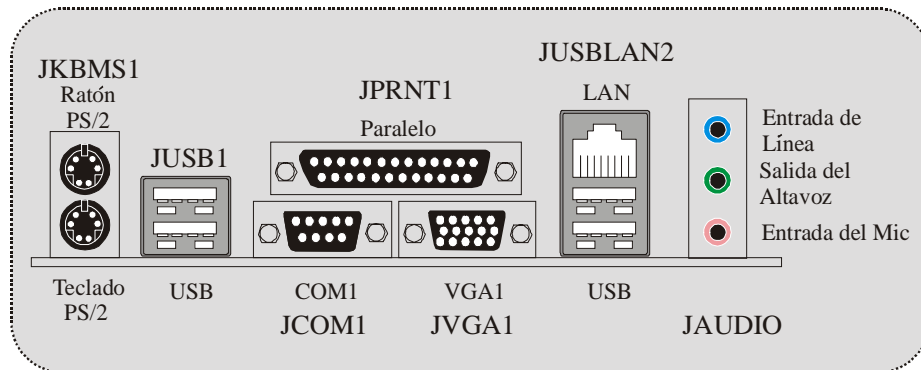 JKBMS1
Ratón
PS/2
Teclado
PS/2
JUSB1
USB
JPRNT1
Paralelo
COM1
JCOM1
VGA1
JVGA1
JUSBLAN2
LAN
USB
Entrada de
Línea
Salida del
Altavoz
Entrada del Mic
JAUDIO